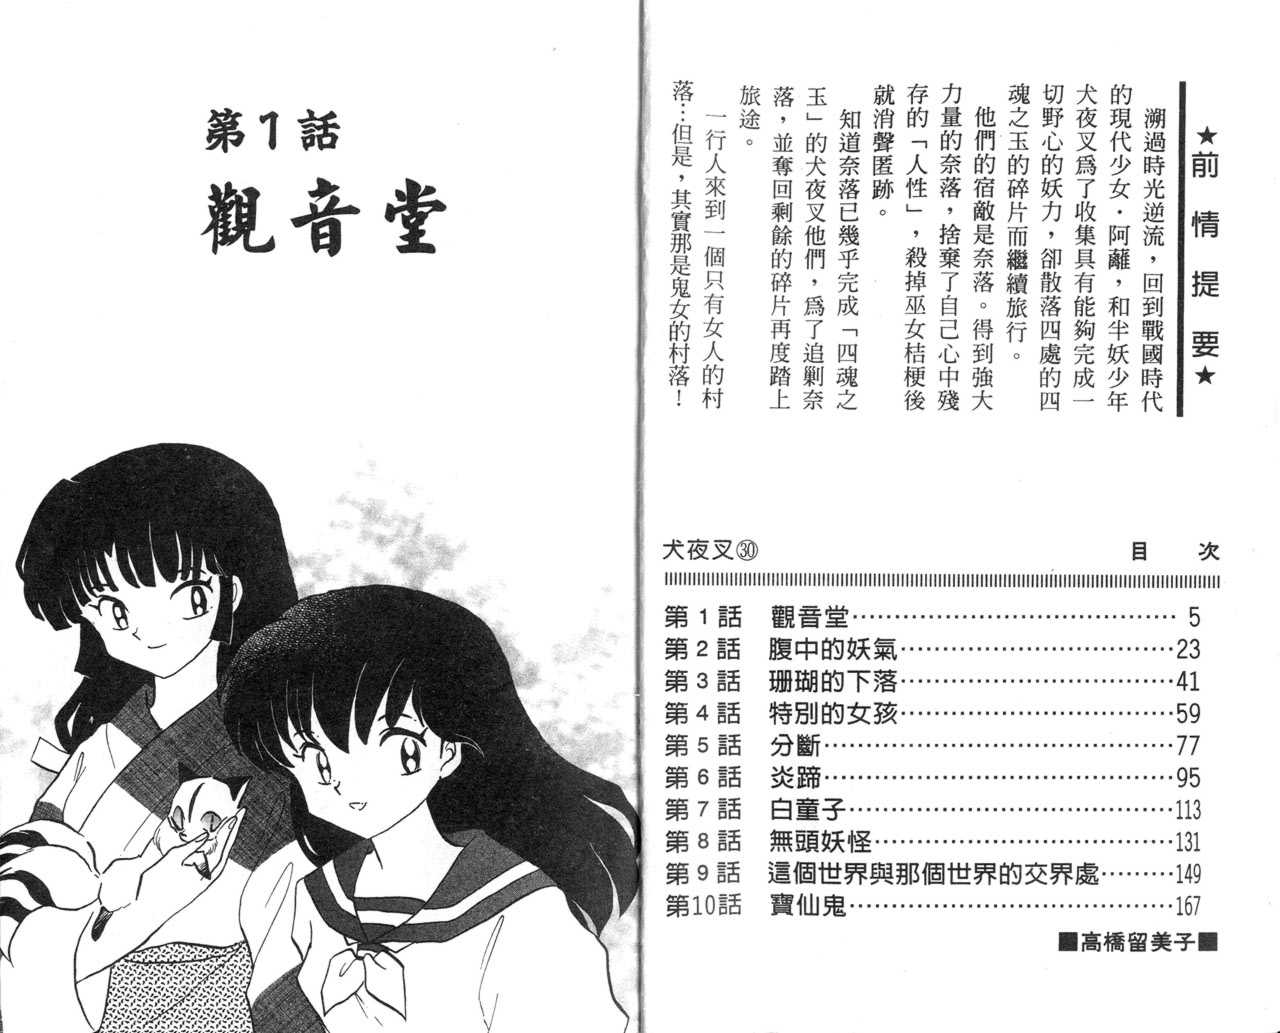 第1話
觀音堂
★前情提要★
溯過時光逆流，回到戰國時代
的現代少女·阿籬，和半妖少年
犬夜叉爲了收集具有能夠完成一
切野心的妖力，卻散落四處的四
魂之玉的碎片而繼續旅行。
他們的宿敵是奈落。得到強大
力量的奈落，捨棄了自己心中殘
存的「人性」，殺掉巫女桔梗後
就消聲匿跡。
知道奈落已幾乎完成「四魂之
玉」的犬夜叉他們，爲了追剿奈
落，並奪回剩餘的碎片再度踏上
旅途。
一行人來到一個只有女人的村
落…但是，其實那是鬼女的村落！
犬夜叉㉚ 目次
第1話 觀音堂…………………………………5
第2話 腹中的妖氣……………………………23
第3話 珊瑚的下落……………………………41
第4話 特別的女孩……………………………59
第5話 分斷……………………………………77
第6話 炎蹄……………………………………95
第7話 白童子…………………………………113
第8話 無頭妖怪………………………………131
第9話 這個世界與那個世界的交界處………149
第10話 寶仙鬼…………………………………167
■高橋留美子■